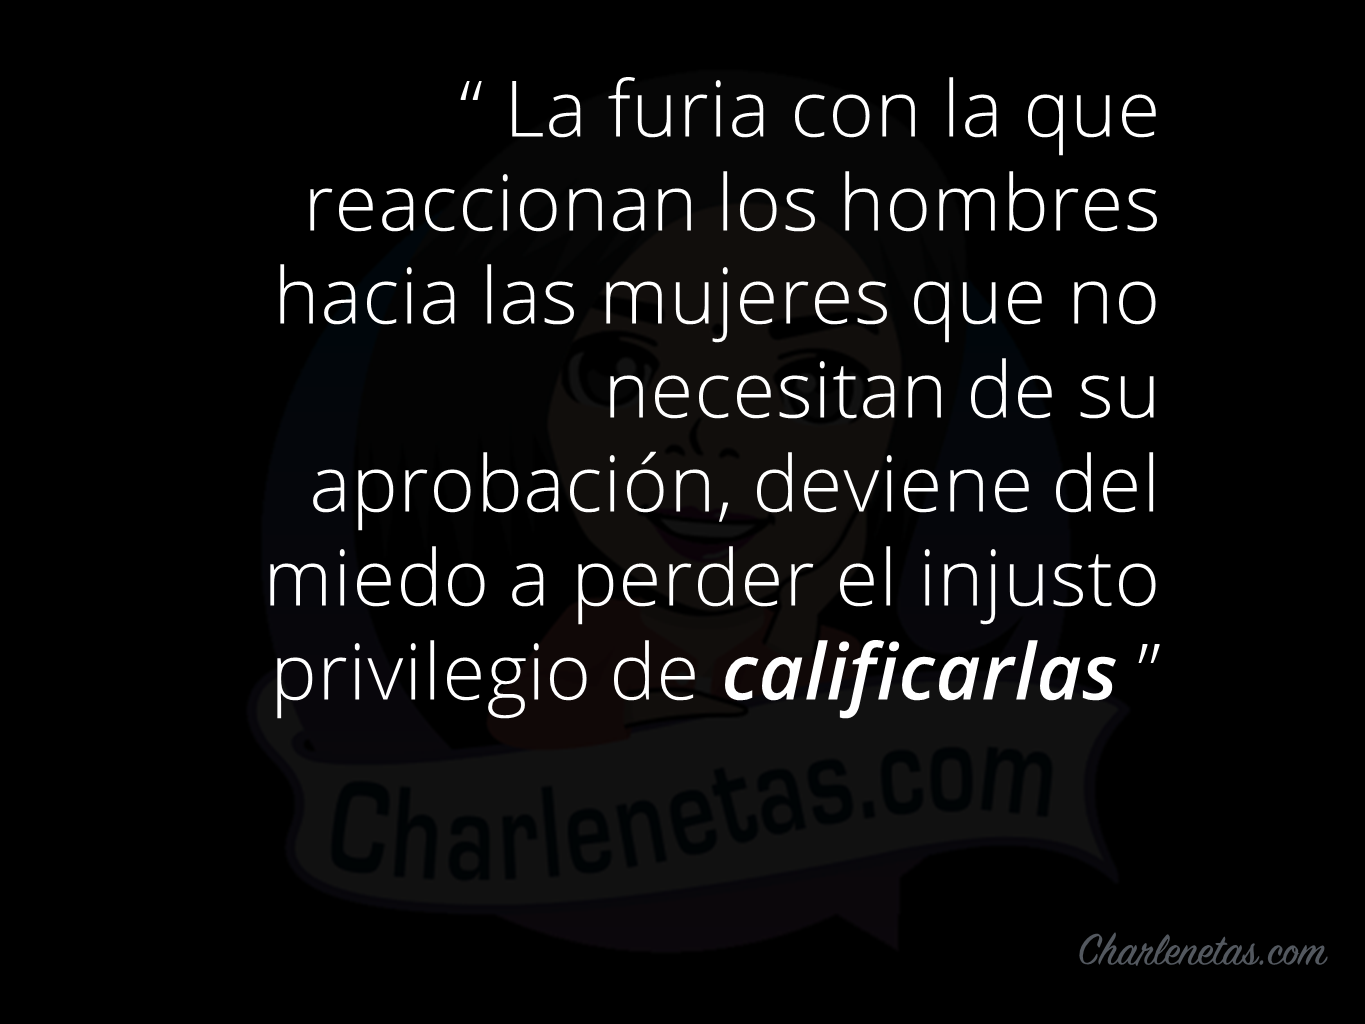 “ La furia con la que
reaccionan los hombres
hacia las mujeres que no
necesitan de su
aprobación, deviene del
miedo a perder el injusto
privilegio de calificarlas ”
Charlenetas.com
Charlenetas.com